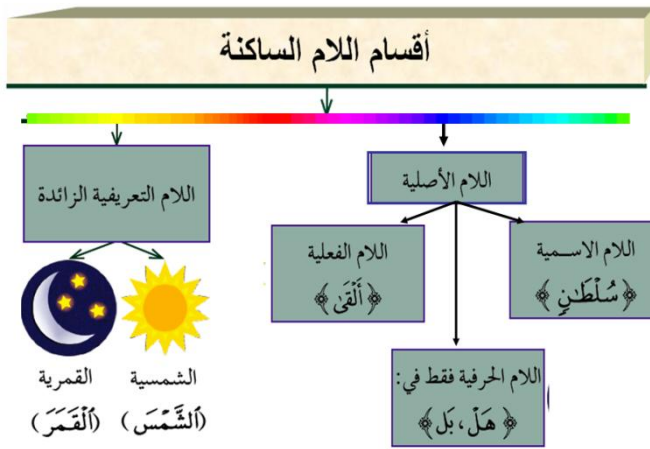 أقسام اللام الساكنة
اللام الأصلية
اللام التعريفية الزائدة
اللام الاسمية
﴿سُلْطَٰنٍ﴾
اللام الفعلية
﴿أَلْقَىٰ﴾
اللام الحرفية فقط في:
﴿هَلْ، بَل﴾
الشمسية
(ٱلشَّمْسَ)
القمرية
(ٱلْقَمَرَ)